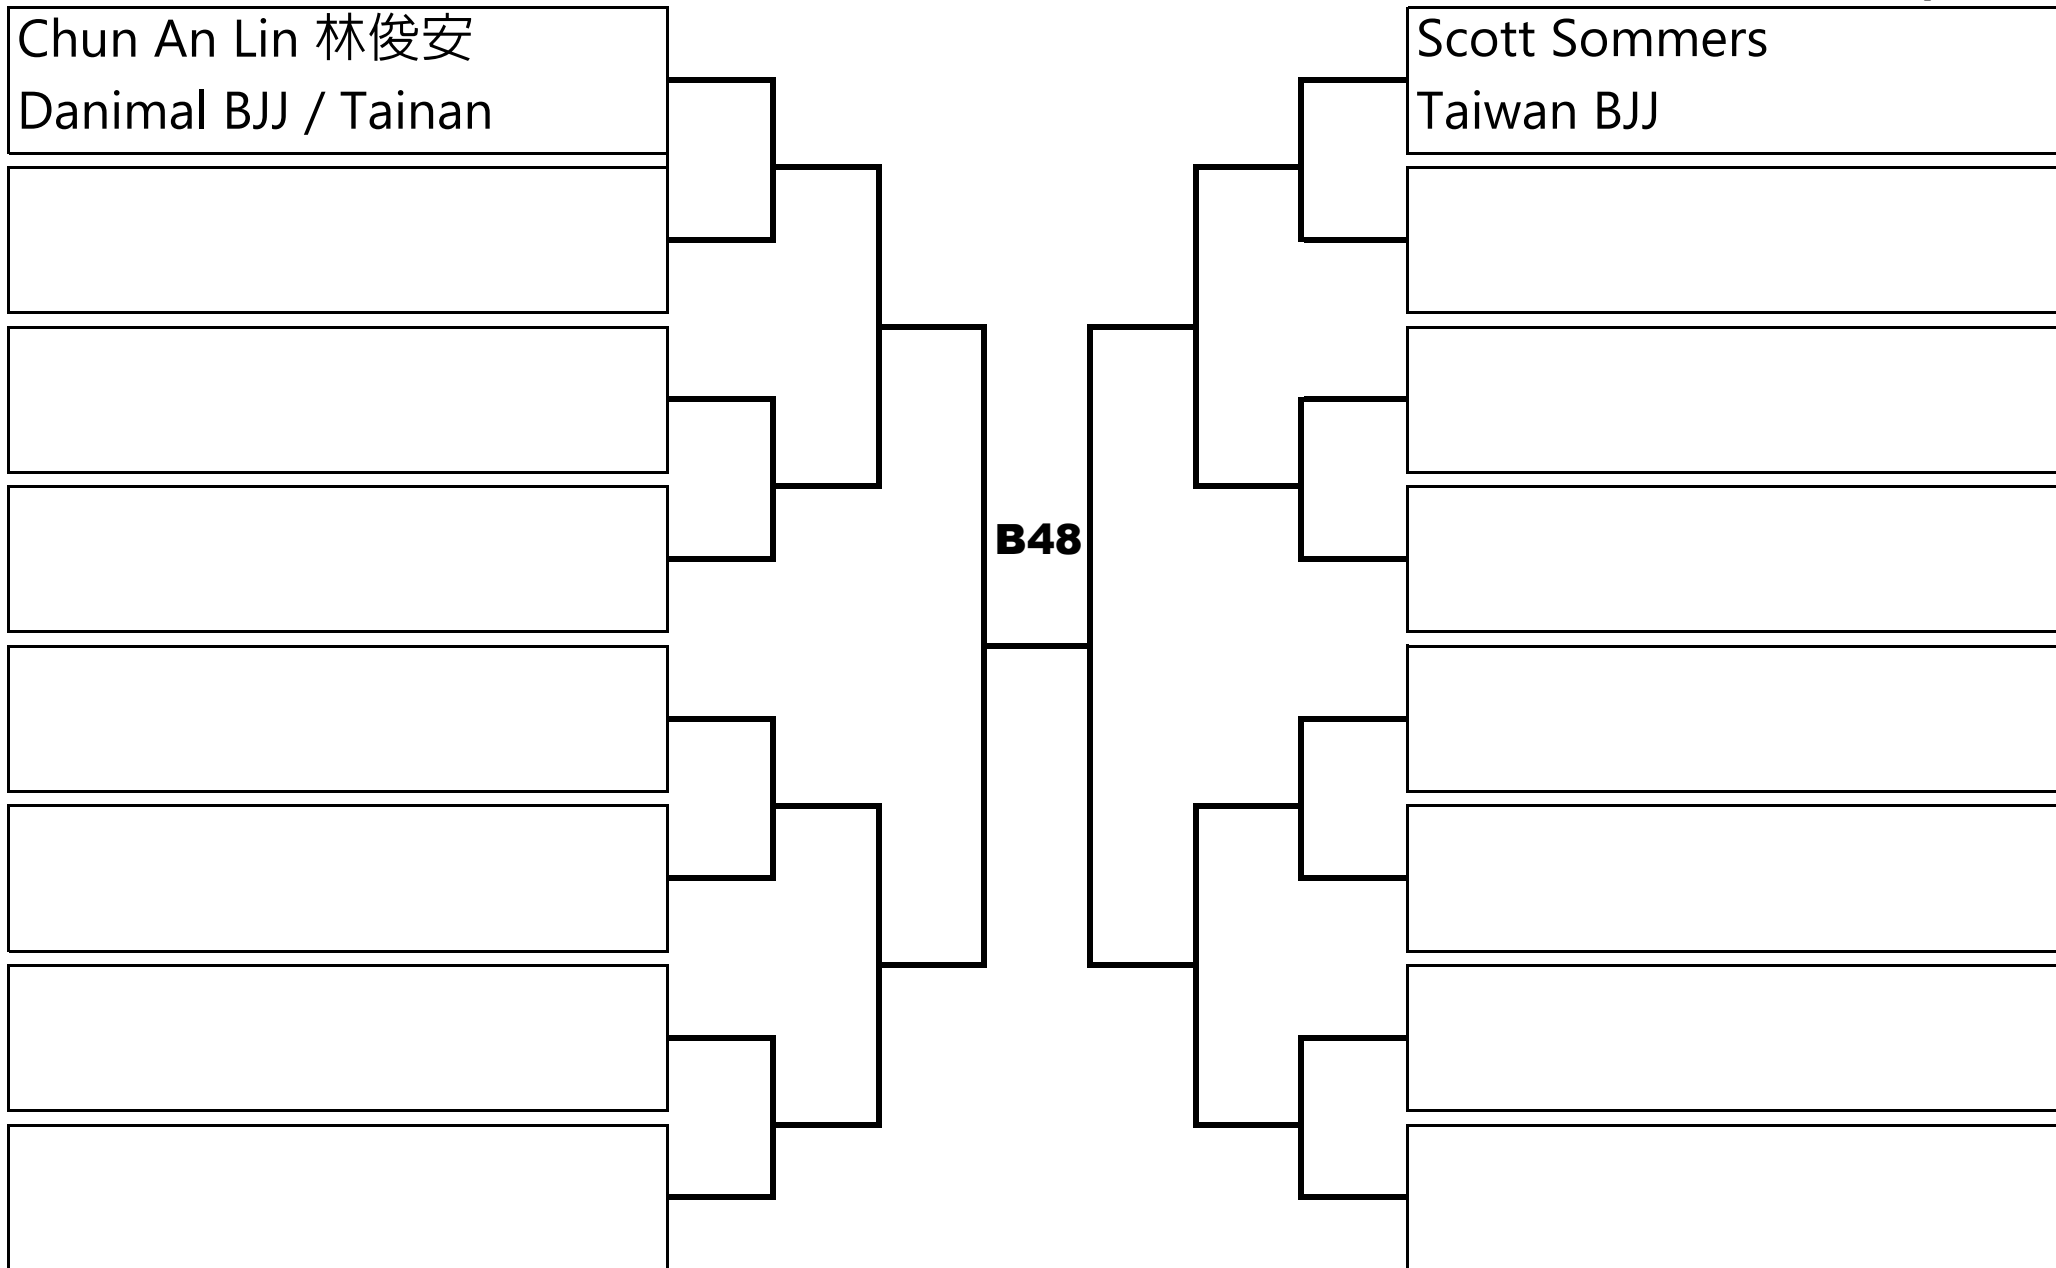 Chun An Lin 林俊安
Danimal BJJ / Tainan
Scott Sommers
Taiwan BJJ
B48